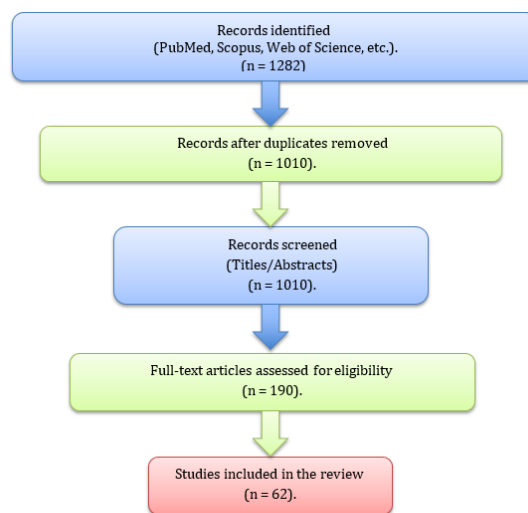 Records identified
(PubMed, Scopus, Web of Science, etc.).
(n = 1282)
Records after duplicates removed
(n = 1010).
Records screened
(Titles/Abstracts)
(n = 1010).
Full-text articles assessed for eligibility
(n = 190).
Studies included in the review
(n = 62).